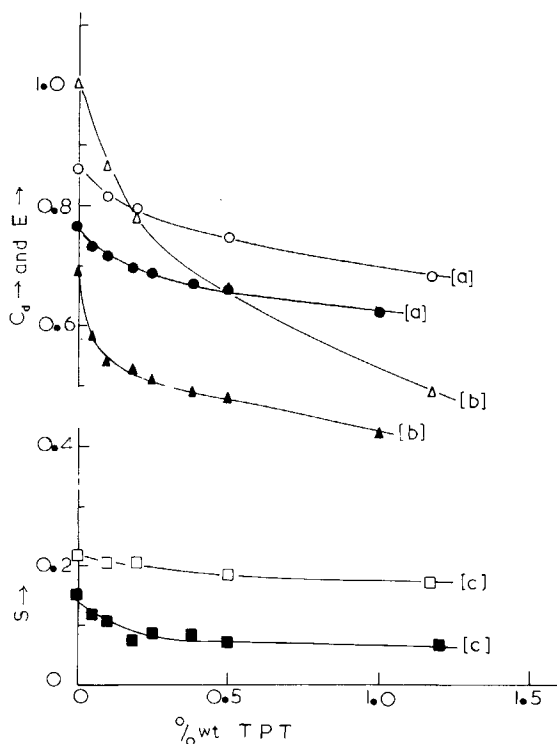 1.0
0.8
[a]
[a]
C_d → and E →
0.6
[b]
[b]
0.4
0.2
[c]
S →
[c]
0
0 0.5 1.0 1.5
% wt TPT